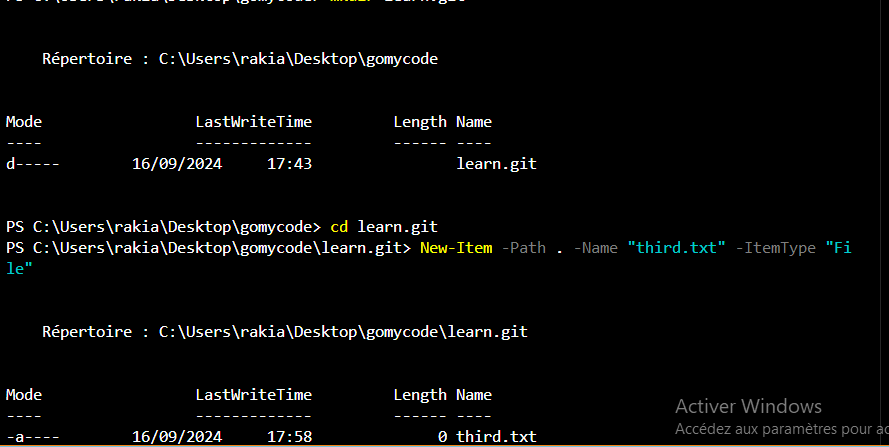 PS C:\Users\rakia\Desktop\gomycode> mkdir learn.git
Répertoire : C:\Users\rakia\Desktop\gomycode
Mode LastWriteTime Length Name
---- ------------- ------ ----
d----- 16/09/2024 17:43 learn.git
PS C:\Users\rakia\Desktop\gomycode> cd learn.git
PS C:\Users\rakia\Desktop\gomycode\learn.git> New-Item -Path . -Name "third.txt" -ItemType "Fi
le"
Répertoire : C:\Users\rakia\Desktop\gomycode\learn.git
Mode LastWriteTime Length Name
---- ------------- ------ ----
-a---- 16/09/2024 17:58 0 third.txt
Activer Windows
Accédez aux paramètres pour ac